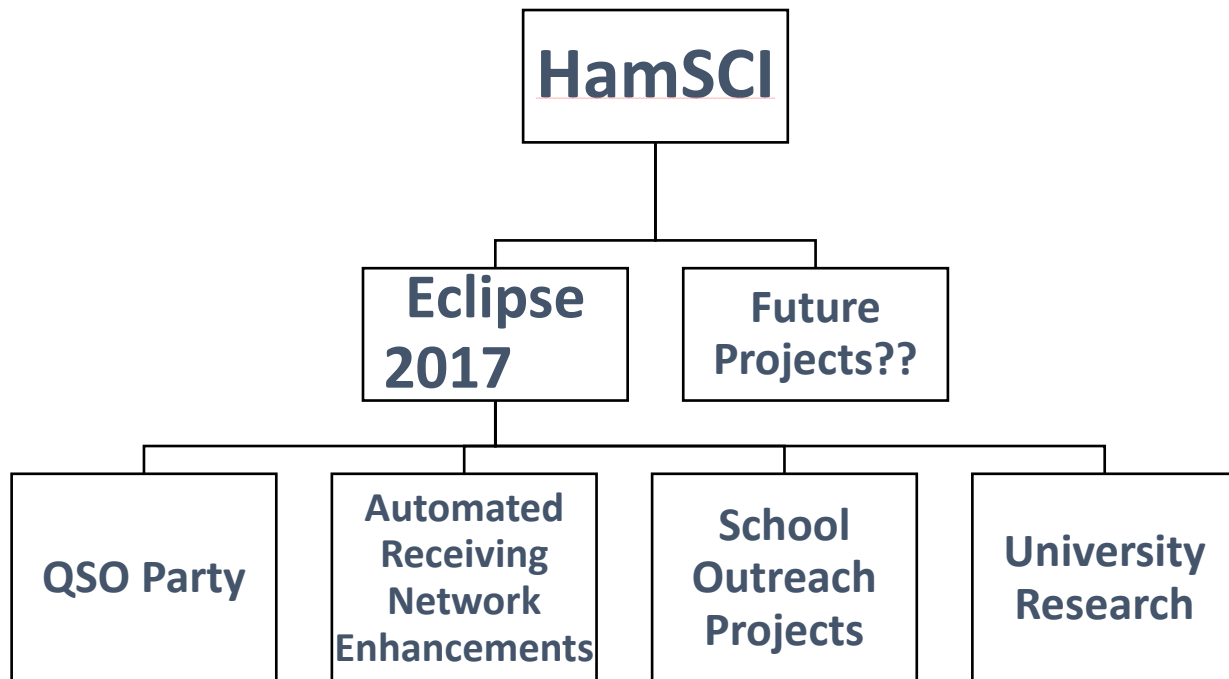 HamSCI
Eclipse
2017
Future
Projects??
QSO Party
Automated
Receiving
Network
Enhancements
School
Outreach
Projects
University
Research